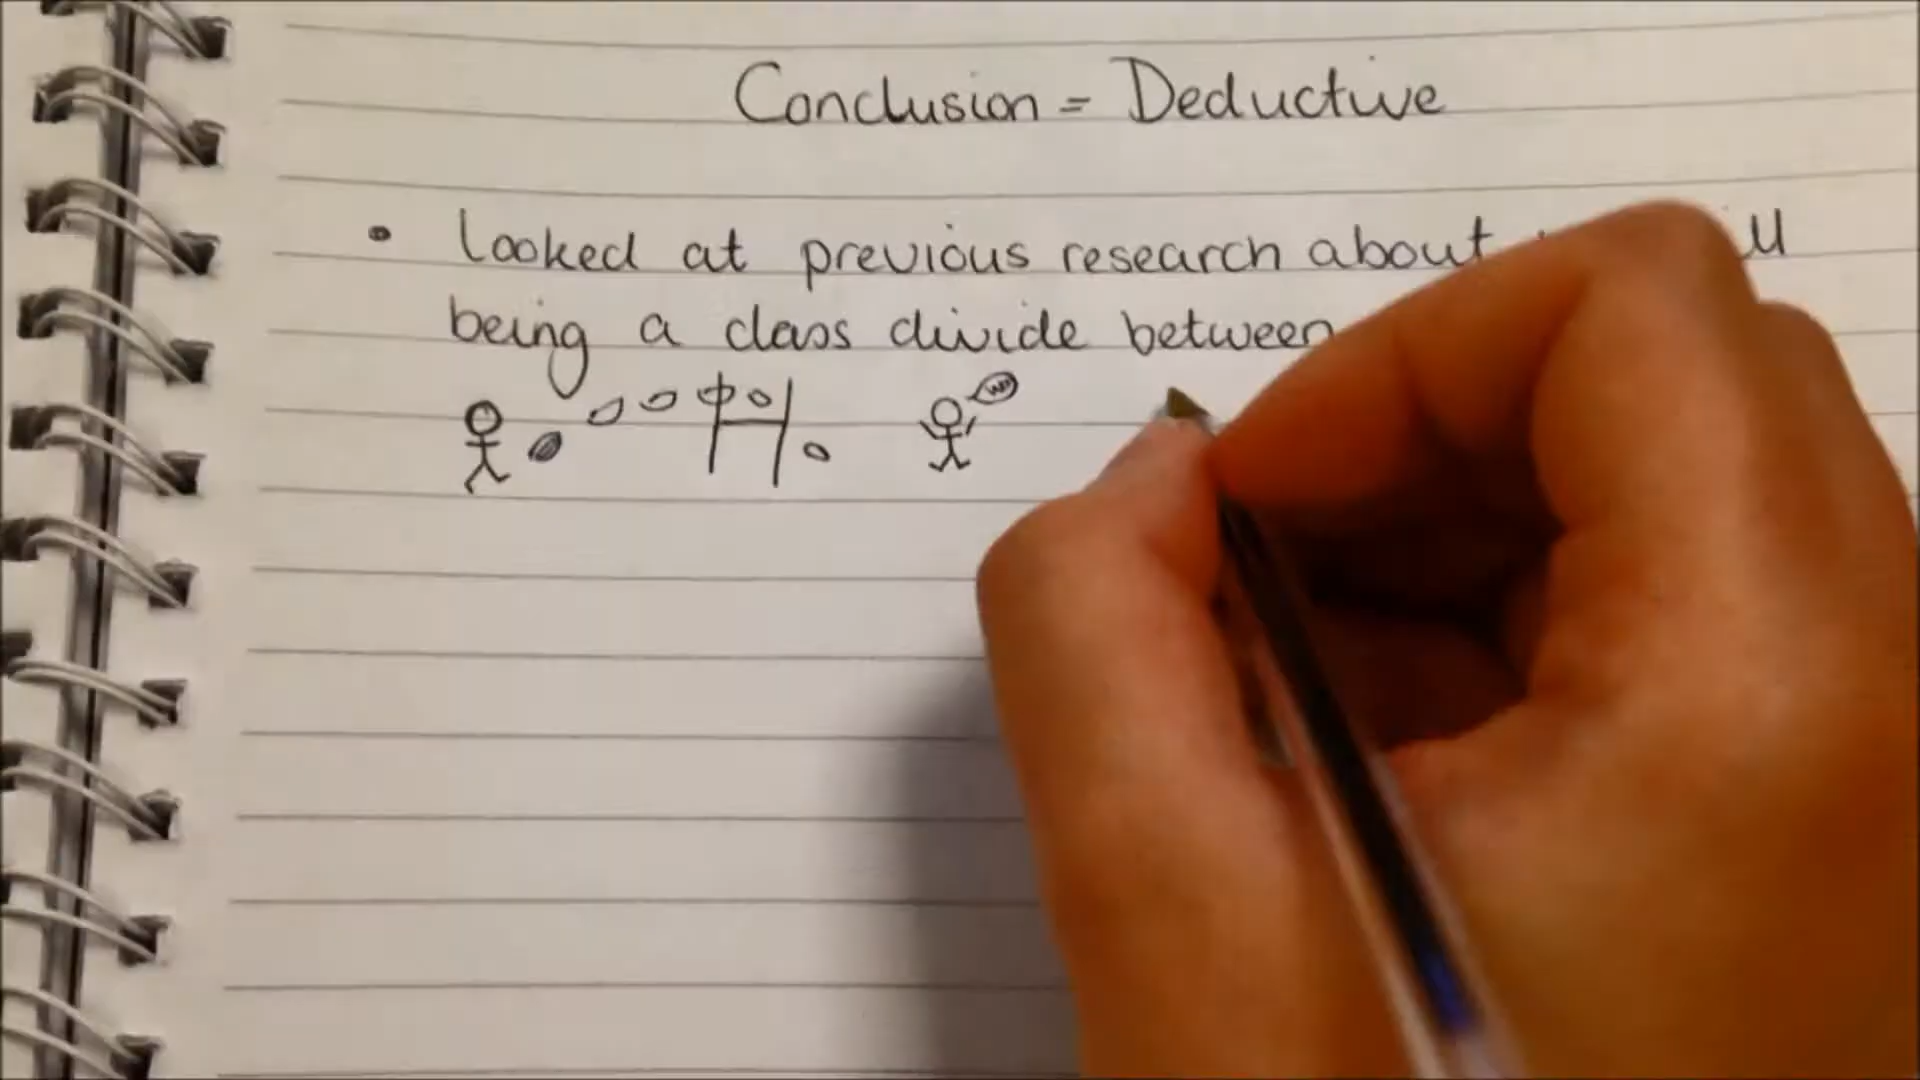 Conclusion = Deductive
• Looked at previous research about
being a class divide between